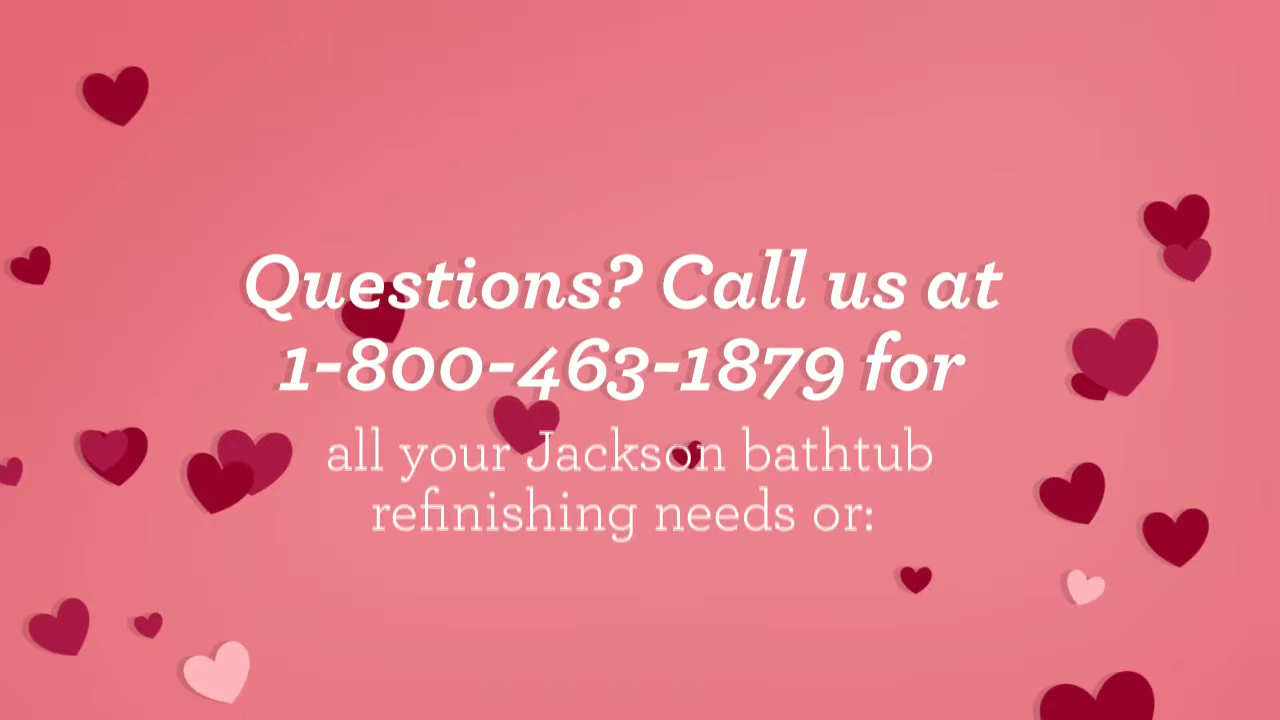 Questions? Call us at
1-800-463-1879 for
all your Jackson bathtub
refinishing needs or: